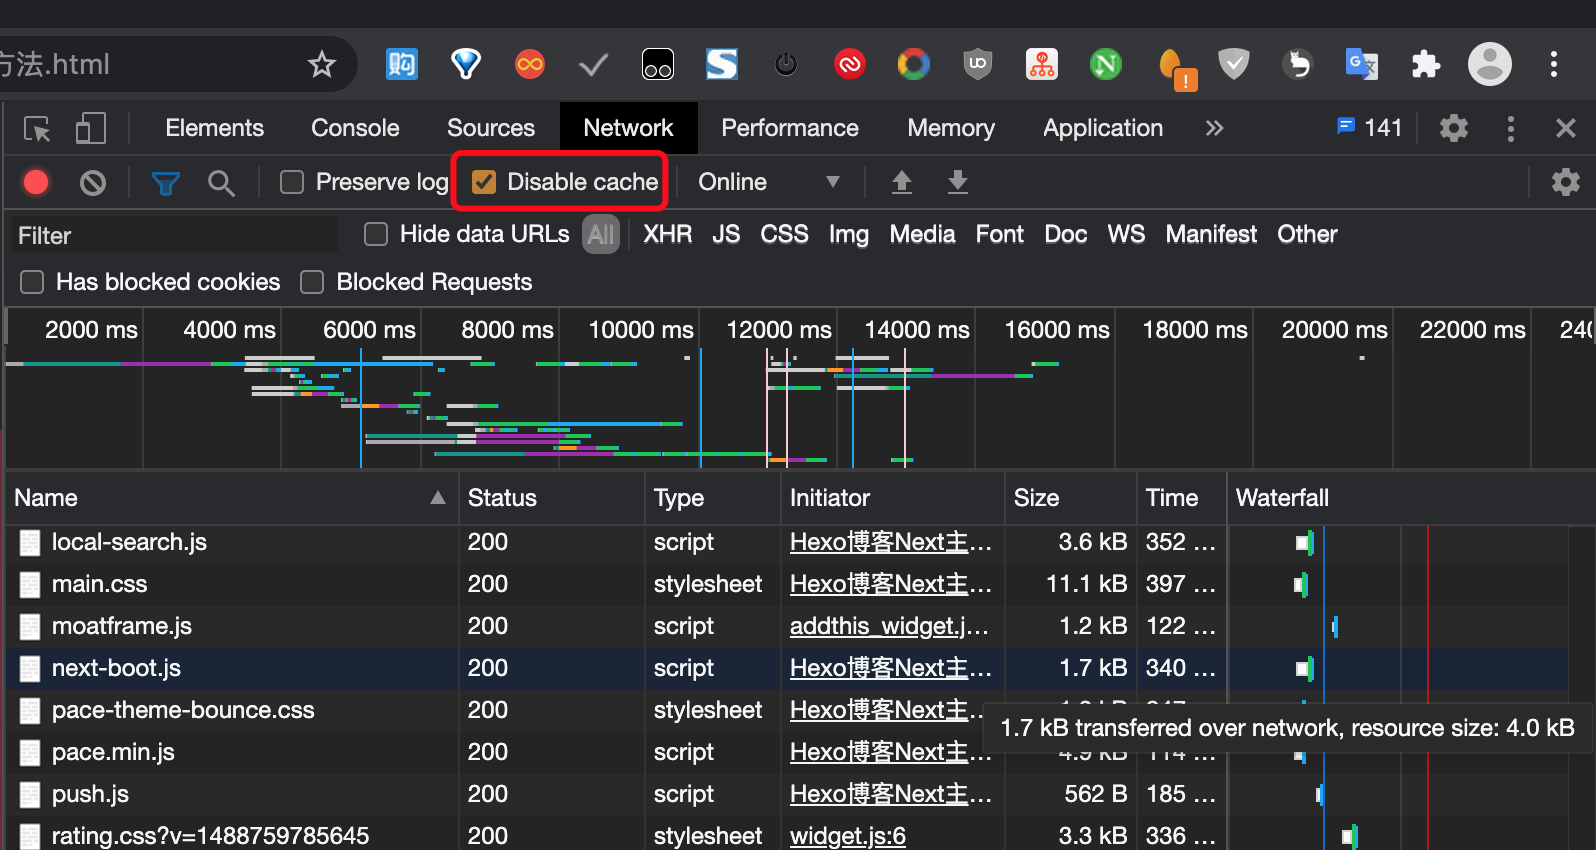 方法.html
购
S
UD
N
!
G 文
Elements Console Sources Network Performance Memory Application » 141
Preserve log Disable cache Online
Filter Hide data URLs All XHR JS CSS Img Media Font Doc WS Manifest Other
Has blocked cookies Blocked Requests
2000 ms 4000 ms 6000 ms 8000 ms 10000 ms 12000 ms 14000 ms 16000 ms 18000 ms 20000 ms 22000 ms 240
Name Status Type Initiator Size Time Waterfall
local-search.js 200 script Hexo博客Next主… 3.6 kB 352 …
main.css 200 stylesheet Hexo博客Next主… 11.1 kB 397 …
moatframe.js 200 script addthis_widget.j… 1.2 kB 122 …
next-boot.js 200 script Hexo博客Next主… 1.7 kB 340 …
pace-theme-bounce.css 200 stylesheet Hexo博客Next主…
1.7 kB transferred over network, resource size: 4.0 kB
pace.min.js 200 script Hexo博客Next主… 4.9 kB 114 …
push.js 200 script Hexo博客Next主… 562 B 185 …
rating.css?v=1488759785645 200 stylesheet widget.js:6 3.3 kB 336 …